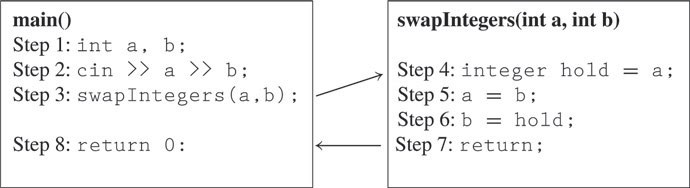 main()
Step 1: int a, b;
Step 2: cin >> a >> b;
Step 3: swapIntegers(a,b);
Step 8: return 0:
swapIntegers(int a, int b)
Step 4: integer hold = a;
Step 5: a = b;
Step 6: b = hold;
Step 7: return;